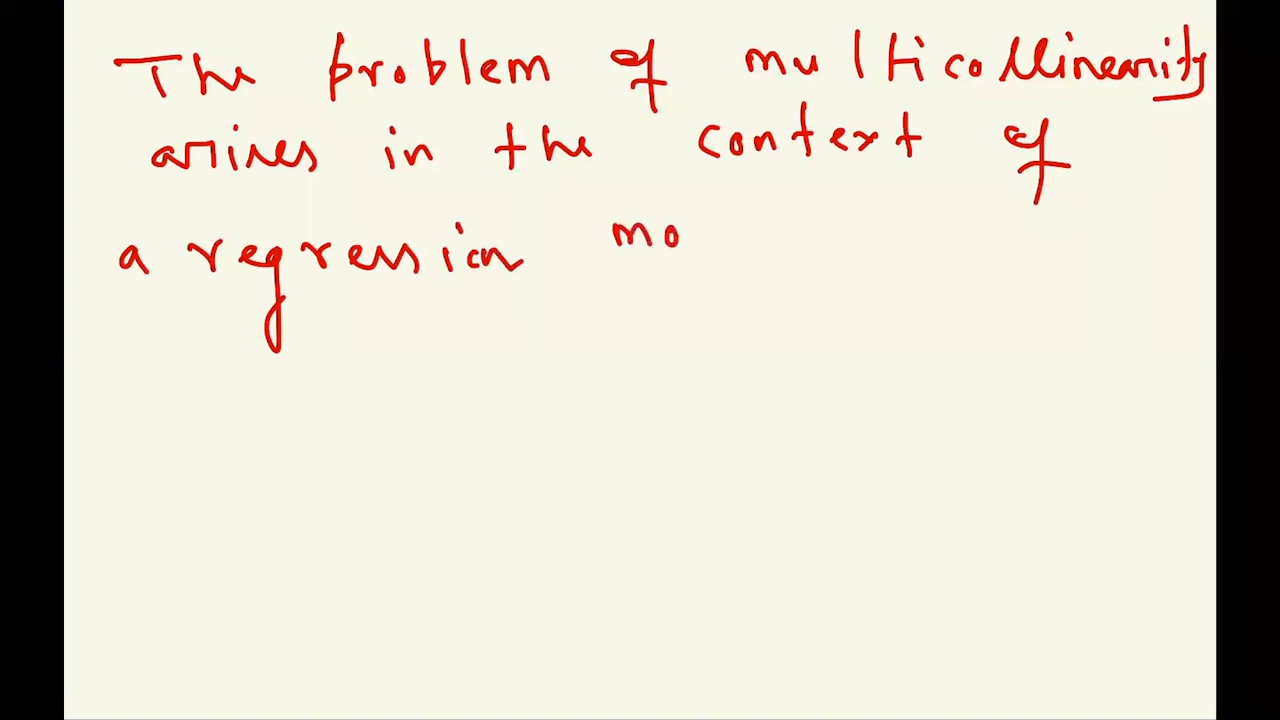 The problem of multicollinearity
arises in the context of
a regression mo